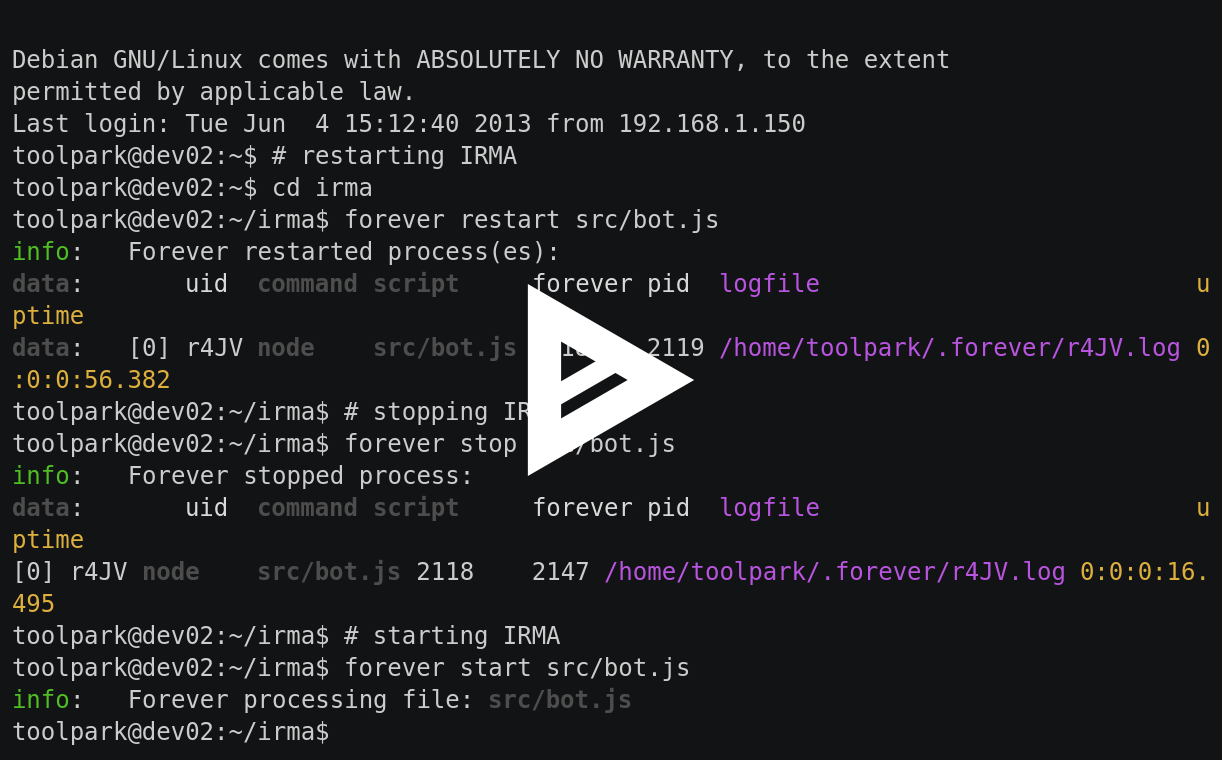 Debian GNU/Linux comes with ABSOLUTELY NO WARRANTY, to the extent
permitted by applicable law.
Last login: Tue Jun  4 15:12:40 2013 from 192.168.1.150
toolpark@dev02:~$ # restarting IRMA
toolpark@dev02:~$ cd irma
toolpark@dev02:~/irma$ forever restart src/bot.js
info:   Forever restarted process(es):
data:       uid  command script     forever pid  logfile                          u
ptime
data:   [0] r4JV node    src/bot.js 2119 /home/toolpark/.forever/r4JV.log 0
:0:0:56.382
toolpark@dev02:~/irma$ # stopping
toolpark@dev02:~/irma$ forever stop /bot.js
info:   Forever stopped process:
data:       uid  command script     forever pid  logfile                          u
ptime
[0] r4JV node    src/bot.js 2118    2147 /home/toolpark/.forever/r4JV.log 0:0:0:16.
495
toolpark@dev02:~/irma$ # starting IRMA
toolpark@dev02:~/irma$ forever start src/bot.js
info:   Forever processing file: src/bot.js
toolpark@dev02:~/irma$